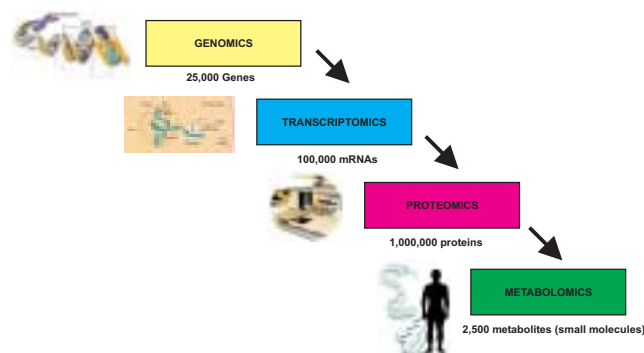 GENOMICS
25,000 Genes
TRANSCRIPTOMICS
100,000 mRNAs
PROTEOMICS
1,000,000 proteins
METABOLOMICS
2,500 metabolites (small molecules)